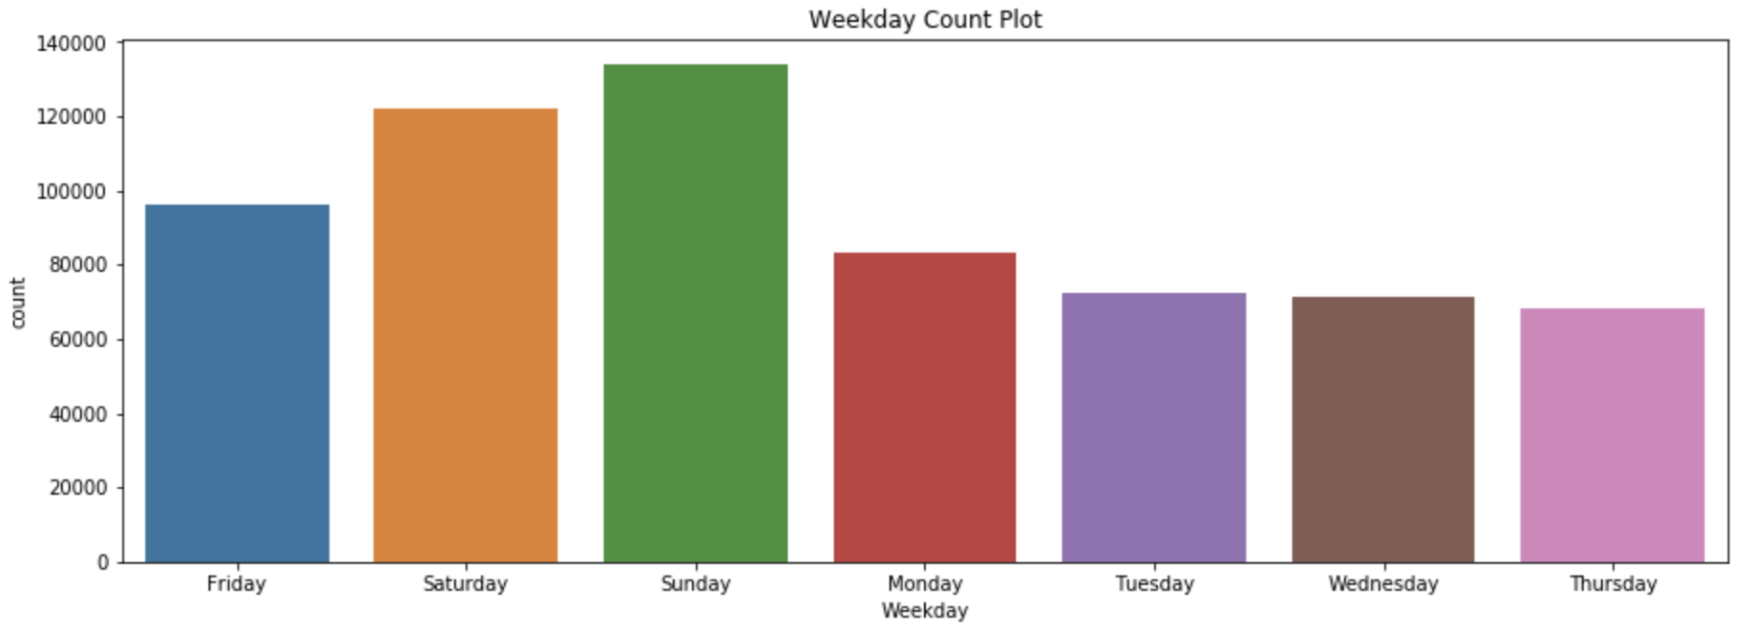 Weekday Count Plot
140000
120000
100000
80000
60000
40000
20000
0
count
Friday Saturday Sunday Monday Tuesday Wednesday Thursday
Weekday